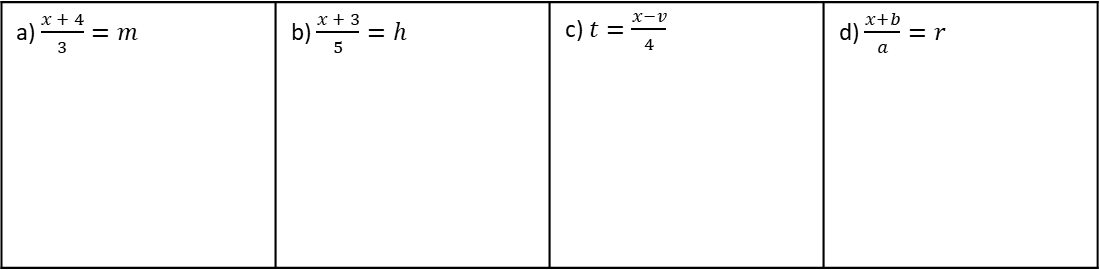 a) (x + 4)/3 = m
b) (x + 3)/5 = h
c) t = (x−v)/4
d) (x+b)/a = r